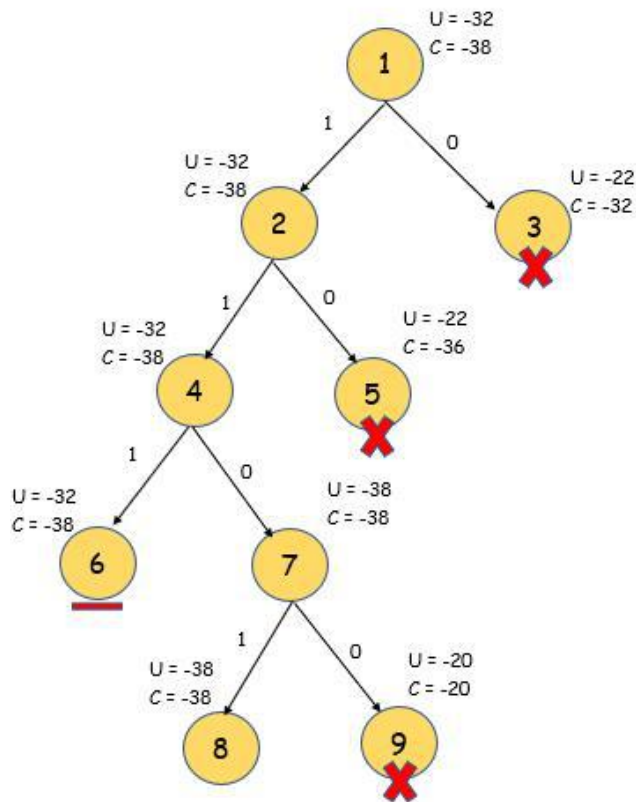 U = -32
C = -38
1
1
0
U = -32
C = -38
2
U = -22
C = -32
3
1
0
U = -32
C = -38
4
U = -22
C = -36
5
1
0
U = -32
C = -38
6
U = -38
C = -38
7
1
0
U = -38
C = -38
8
U = -20
C = -20
9